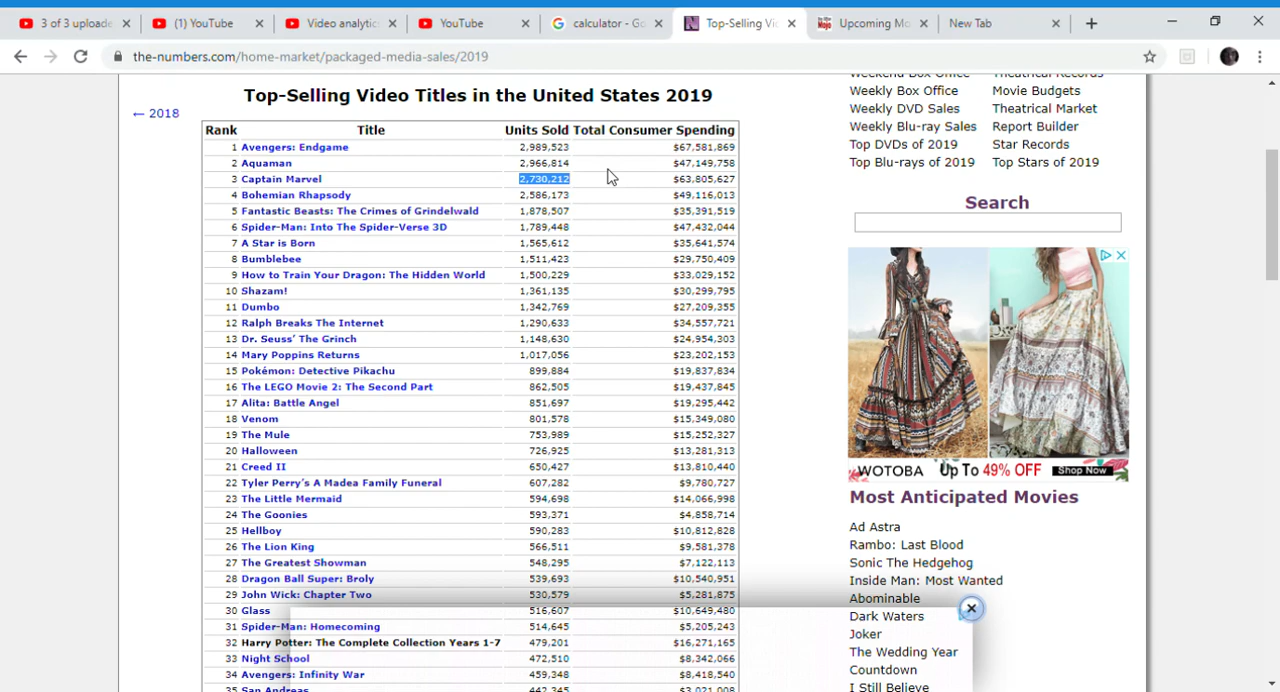 3 of 3 uploade
(1) YouTube
Video analytic
YouTube
calculator - Go
Top-Selling Vi
Upcoming Mo
New Tab
the-numbers.com/home-market/packaged-media-sales/2019
Top-Selling Video Titles in the United States 2019
← 2018
Rank Title Units Sold Total Consumer Spending
1 Avengers: Endgame 2,989,523 $67,581,869
2 Aquaman 2,966,814 $47,149,758
3 Captain Marvel 2,730,212 $63,805,627
4 Bohemian Rhapsody 2,586,173 $49,116,013
5 Fantastic Beasts: The Crimes of Grindelwald 1,878,507 $35,391,519
6 Spider-Man: Into The Spider-Verse 3D 1,789,448 $47,432,044
7 A Star is Born 1,565,612 $35,641,574
8 Bumblebee 1,511,423 $29,750,409
9 How to Train Your Dragon: The Hidden World 1,500,229 $33,029,152
10 Shazam! 1,361,135 $30,299,795
11 Dumbo 1,342,769 $27,209,355
12 Ralph Breaks The Internet 1,290,633 $34,557,721
13 Dr. Seuss’ The Grinch 1,148,630 $24,954,303
14 Mary Poppins Returns 1,017,056 $23,202,153
15 Pokémon: Detective Pikachu 899,884 $19,837,834
16 The LEGO Movie 2: The Second Part 862,505 $19,437,845
17 Alita: Battle Angel 851,697 $19,295,442
18 Venom 801,578 $15,349,080
19 The Mule 753,989 $15,252,327
20 Halloween 726,925 $13,281,313
21 Creed II 650,427 $13,810,440
22 Tyler Perry’s A Madea Family Funeral 607,282 $9,780,727
23 The Little Mermaid 594,698 $14,066,998
24 The Goonies 593,371 $4,858,714
25 Hellboy 590,283 $10,812,828
26 The Lion King 566,511 $9,581,378
27 The Greatest Showman 548,295 $7,122,113
28 Dragon Ball Super: Broly 539,693 $10,540,951
29 John Wick: Chapter Two 530,579 $5,281,875
30 Glass 516,607 $10,649,480
31 Spider-Man: Homecoming 514,645 $5,205,243
32 Harry Potter: The Complete Collection Years 1-7 479,201 $16,271,165
33 Night School 472,510 $8,342,066
34 Avengers: Infinity War 459,348 $8,418,540
35 San Andreas 442,345 $3,021,008
Weekend Box Office Theatrical Records
Weekly Box Office Movie Budgets
Weekly DVD Sales Theatrical Market
Weekly Blu-ray Sales Report Builder
Top DVDs of 2019 Star Records
Top Blu-rays of 2019 Top Stars of 2019
Search
WOTOBA Up To 49% OFF Shop Now
Most Anticipated Movies
Ad Astra
Rambo: Last Blood
Sonic The Hedgehog
Inside Man: Most Wanted
Abominable
Dark Waters
Joker
The Wedding Year
Countdown
I Still Believe